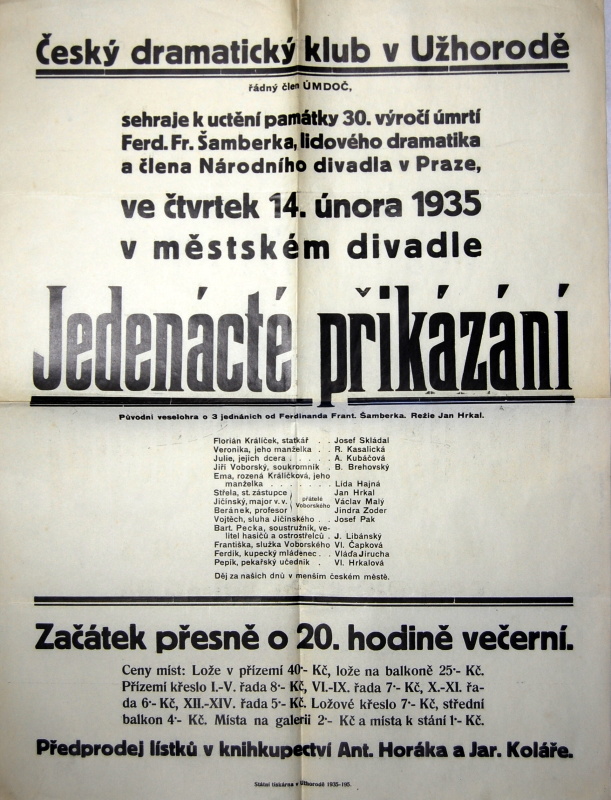 Český dramatický klub v Užhorodě
řádný člen ÚMDOČ,
sehraje k uctění památky 30. výročí úmrtí
Ferd. Fr. Šamberka, lidového dramatika
a člena Národního divadla v Praze,
ve čtvrtek 14. února 1935
v městském divadle
Jedenácté přikázání
Původní veselohra o 3 jednáních od Ferdinanda Frant. Šamberka. Režie Jan Hrkal.
Florián Králíček, statkář . . Josef Skládal
Veronika, jeho manželka . . R. Kasalická
Julie, jejich dcera . . . . . A. Kubáčová
Jiří Voborský, soukromník . B. Brehovský
Ema, rozená Králíčková, jeho
manželka . . . . . . . Lída Hajná
Střela, st. zástupce Jan Hrkal
Jičínský, major v. v. přátelé Voborského Václav Malý
Beránek, profesor Jindra Zoder
Vojtěch, sluha Jičínského . . Josef Pak
Bart. Pecka, soustružník, ve-
litel hasičů a ostrostřelců . J. Libánský
Františka, služka Voborského Vl. Čapková
Ferdík, kupecký mládenec . . Vláďa Jirucha
Pepík, pekařský učedník . . Vl. Hrkalová
Děj za našich dnů v menším českém městě.
Začátek přesně o 20. hodině večerní.
Ceny míst: Lože v přízemí 40·- Kč, lože na balkoně 25·- Kč.
Přízemí křeslo I.-V. řada 8·- Kč, VI.-IX. řada 7·- Kč, X.-XI. řa-
da 6·- Kč, XII.-XIV. řada 5·- Kč. Ložové křeslo 7·- Kč, střední
balkon 4·- Kč. Místa na galerii 2·- Kč a místa k stání 1·- Kč.
Předprodej lístků v knihkupectví Ant. Horáka a Jar. Koláře.
Státní tiskárna v Užhorodě 1935-195.